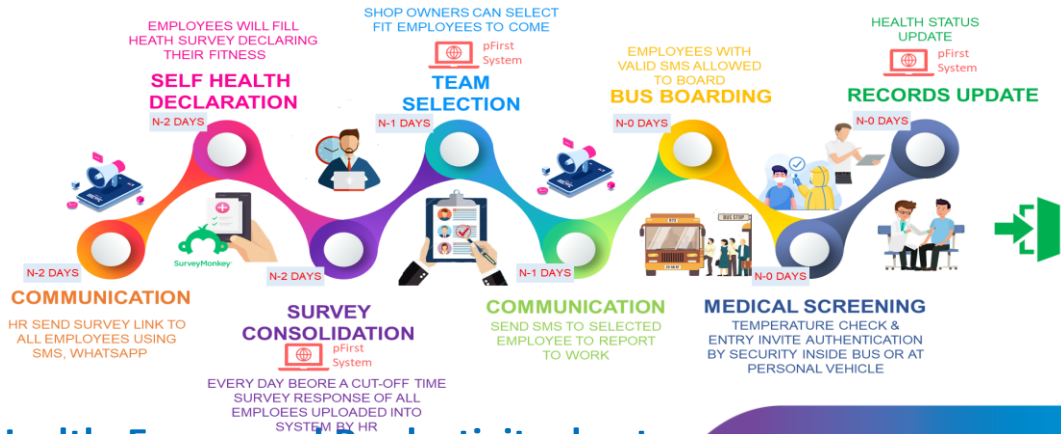 EMPLOYEES WILL FILL
HEATH SURVEY DECLARING
THEIR FITNESS
SELF HEALTH
DECLARATION
N-2 DAYS
SHOP OWNERS CAN SELECT
FIT EMPLOYEES TO COME
pFirst
System
TEAM
SELECTION
N-1 DAYS
EMPLOYEES WITH
VALID SMS ALLOWED
TO BOARD
BUS BOARDING
N-0 DAYS
HEALTH STATUS
UPDATE
pFirst
System
RECORDS UPDATE
N-0 DAYS
N-2 DAYS
COMMUNICATION
HR SEND SURVEY LINK TO
ALL EMPLOYEES USING
SMS, WHATSAPP
SurveyMonkey
N-2 DAYS
SURVEY
CONSOLIDATION
pFirst
System
EVERY DAY BEORE A CUT-OFF TIME
SURVEY RESPONSE OF ALL
EMPLOEES UPLOADED INTO
SYSTEM BY HR
N-1 DAYS
COMMUNICATION
SEND SMS TO SELECTED
EMPLOYEE TO REPORT
TO WORK
BUS STOP
N-0 DAYS
MEDICAL SCREENING
TEMPERATURE CHECK &
ENTRY INVITE AUTHENTICATION
BY SECURITY INSIDE BUS OR AT
PERSONAL VEHICLE